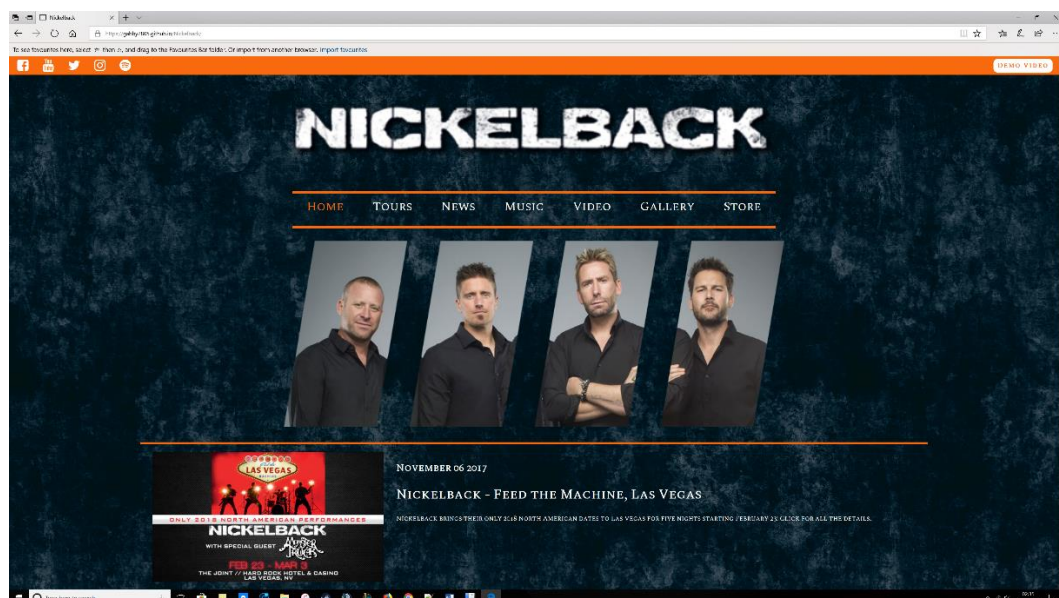 Nickelback
To see favourites here, select ☆ then ☆, and drag to the Favourites Bar folder. Or import from another browser. Import favourites
DEMO VIDEO
NICKELBACK
HOME TOURS NEWS MUSIC VIDEO GALLERY STORE
NOVEMBER 06 2017
NICKELBACK - FEED THE MACHINE, LAS VEGAS
NICKELBACK BRINGS THEIR ONLY 2018 NORTH AMERICAN DATES TO LAS VEGAS FOR FIVE NIGHTS STARTING FEBRUARY 23! CLICK FOR ALL THE DETAILS.
LAS VEGAS
ONLY 2018 NORTH AMERICAN PERFORMANCES
NICKELBACK
WITH SPECIAL GUEST MONSTER TRUCK
FEB 23 - MAR 3
THE JOINT // HARD ROCK HOTEL & CASINO
LAS VEGAS, NV